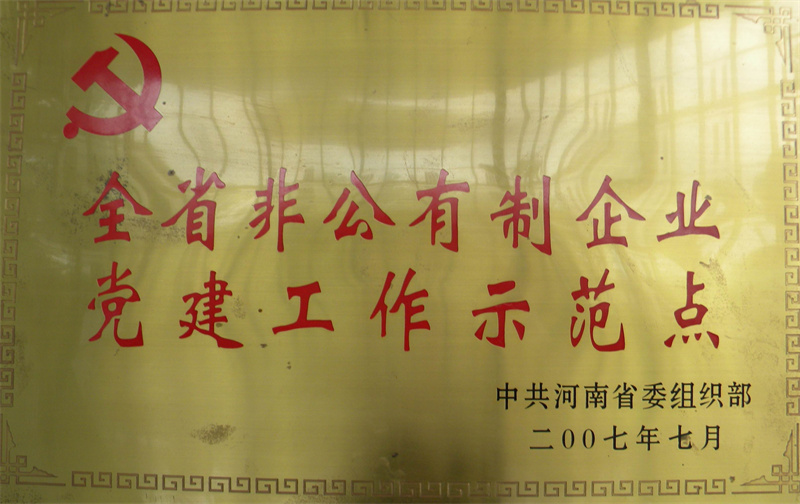 全省非公有制企业
党建工作示范点
中共河南省委组织部
二00七年七月